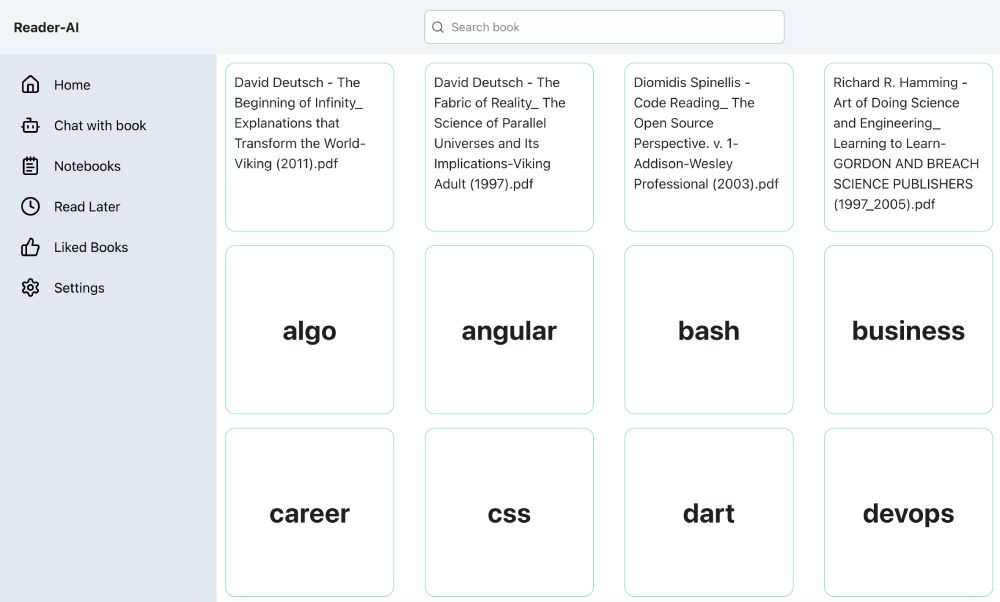 Reader-AI
Search book
Home
Chat with book
Notebooks
Read Later
Liked Books
Settings
David Deutsch - The
Beginning of Infinity_
Explanations that
Transform the World-
Viking (2011).pdf
David Deutsch - The
Fabric of Reality_ The
Science of Parallel
Universes and Its
Implications-Viking
Adult (1997).pdf
Diomidis Spinellis -
Code Reading_ The
Open Source
Perspective. v. 1-
Addison-Wesley
Professional (2003).pdf
Richard R. Hamming -
Art of Doing Science
and Engineering_
Learning to Learn-
GORDON AND BREACH
SCIENCE PUBLISHERS
(1997_2005).pdf
algo
angular
bash
business
career
css
dart
devops